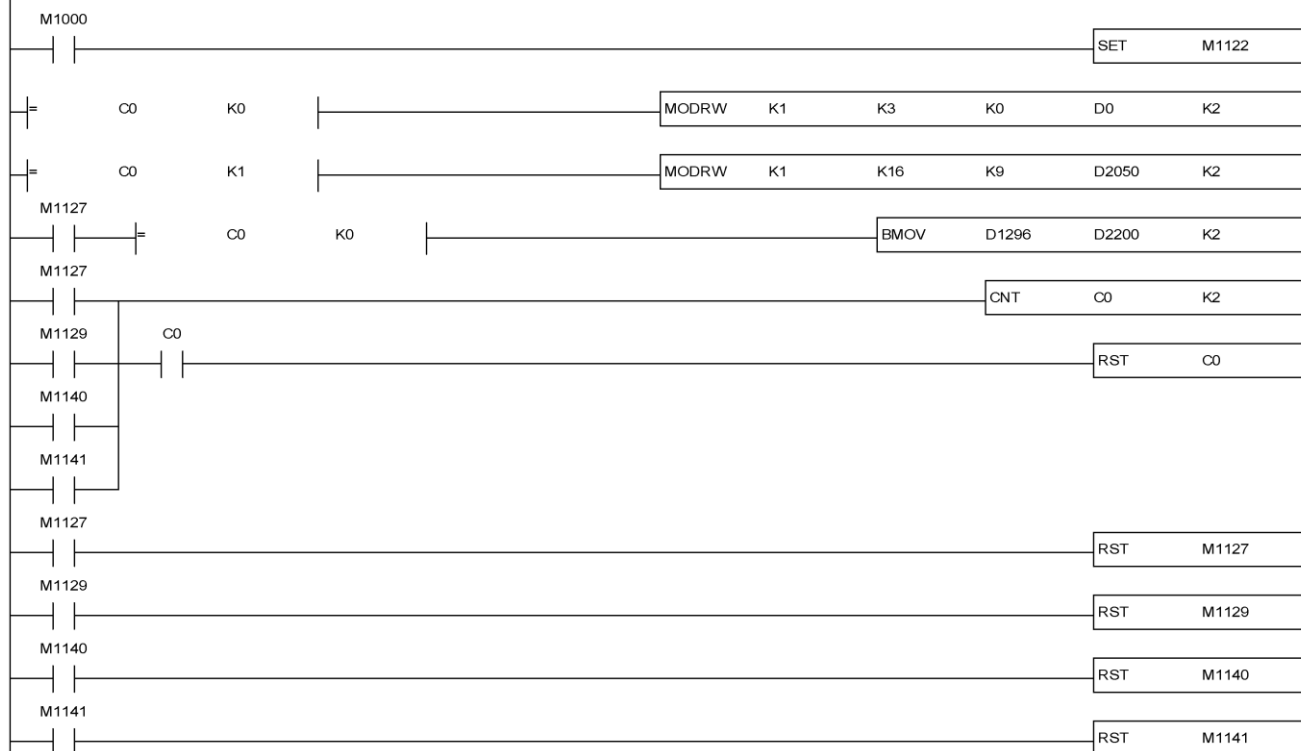 M1000
SET M1122
= C0 K0 MODRW K1 K3 K0 D0 K2
= C0 K1 MODRW K1 K16 K9 D2050 K2
M1127
= C0 K0 BMOV D1296 D2200 K2
M1127
CNT C0 K2
M1129 C0
RST C0
M1140
M1141
M1127
RST M1127
M1129
RST M1129
M1140
RST M1140
M1141
RST M1141